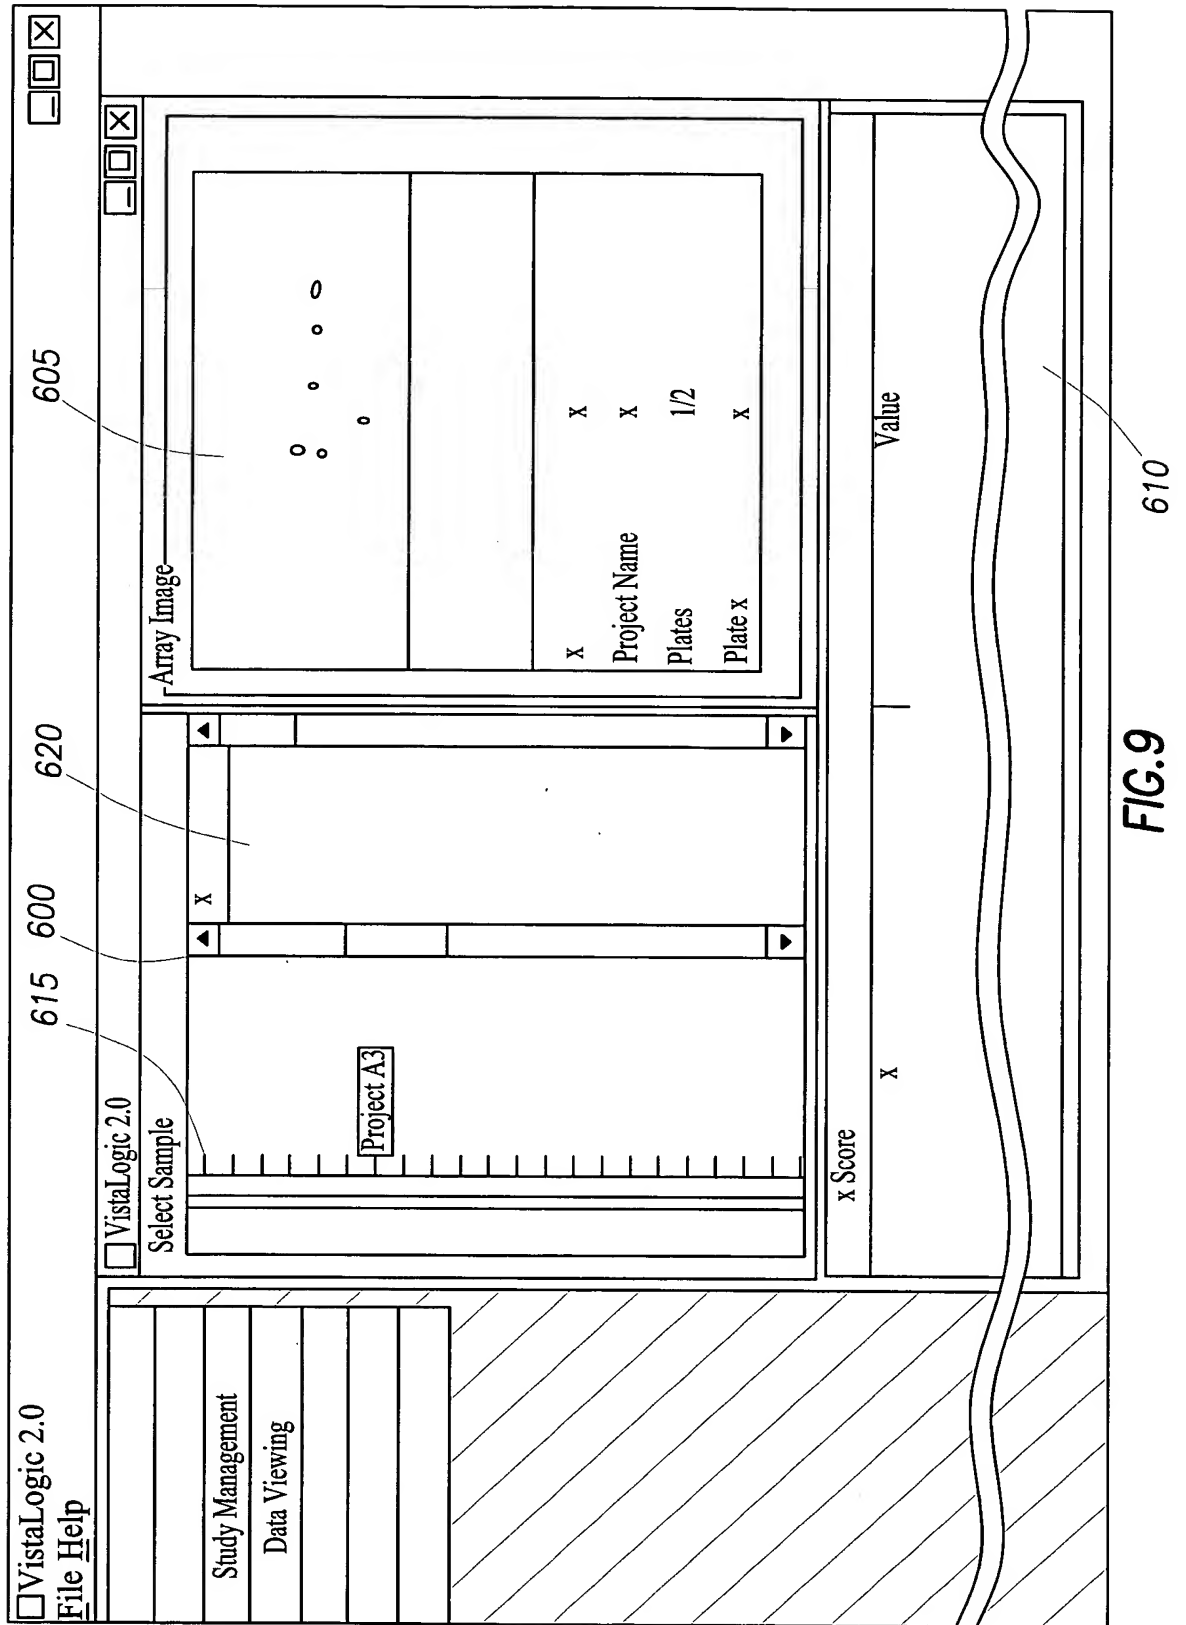 VistaLogic 2.0
File Help
Study Management
Data Viewing
VistaLogic 2.0
Select Sample
615
600
620
605
Project A3
x
Array Image
x x
Project Name x
Plates 1/2
Plate x x
x Score
x Value
610
FIG.9